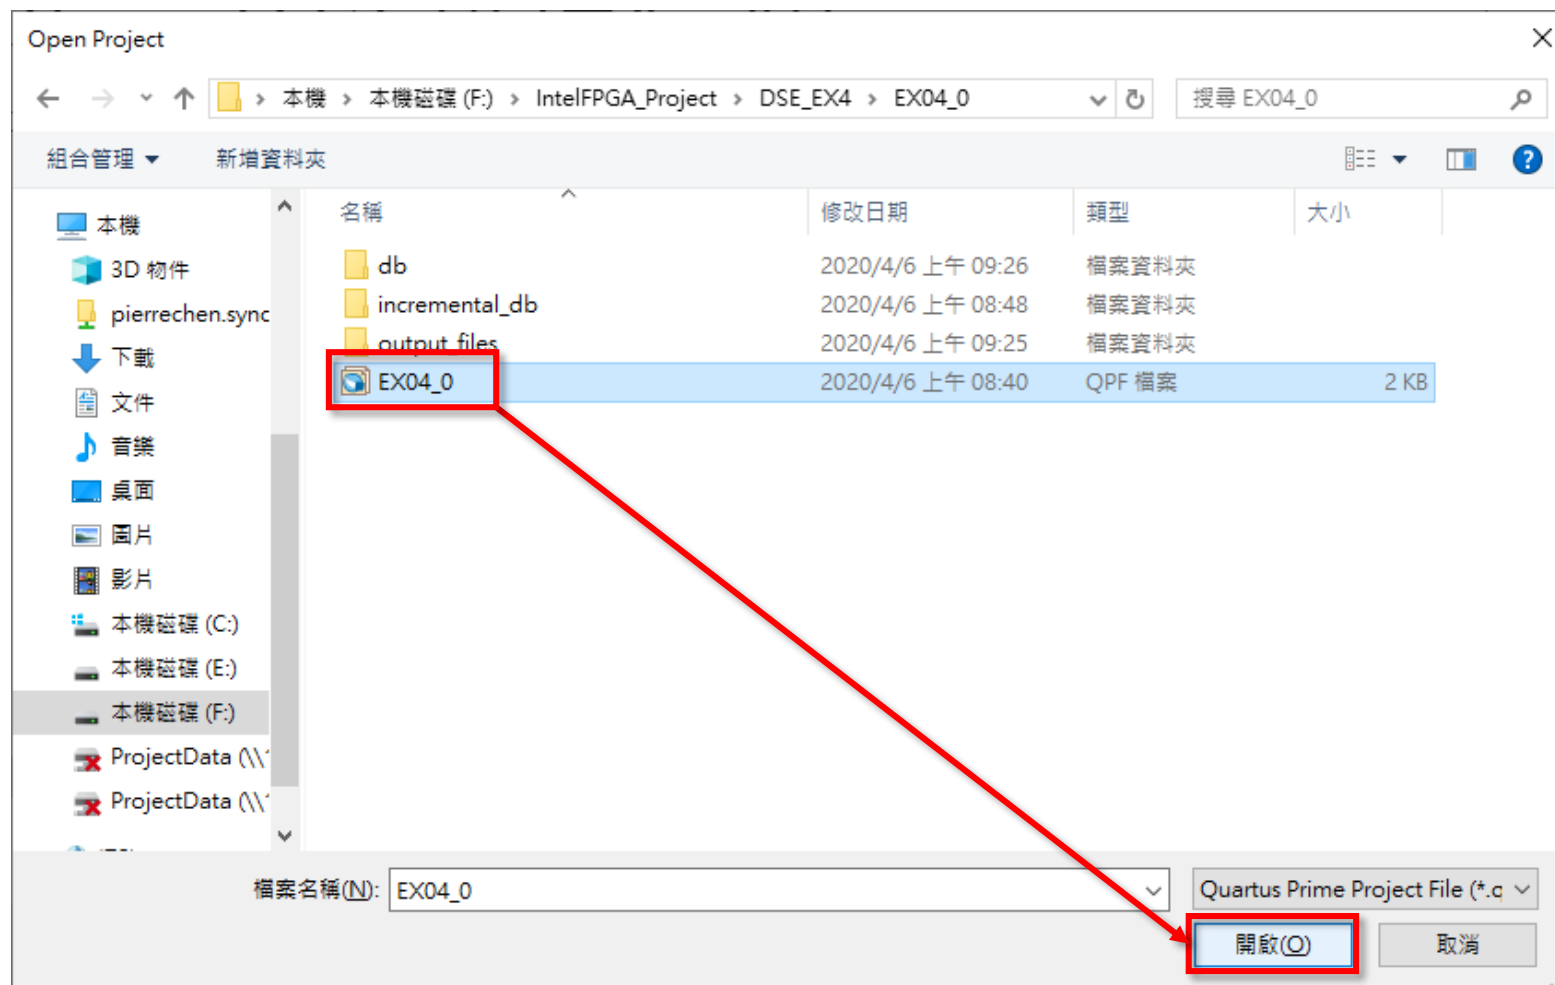 Open Project
本機 › 本機磁碟 (F:) › IntelFPGA_Project › DSE_EX4 › EX04_0
搜尋 EX04_0
組合管理 新增資料夾
名稱 修改日期 類型 大小
本機
3D 物件
pierrechen.sync
下載
文件
音樂
桌面
圖片
影片
本機磁碟 (C:)
本機磁碟 (E:)
本機磁碟 (F:)
ProjectData (\\
ProjectData (\\
db 2020/4/6 上午 09:26 檔案資料夾
incremental_db 2020/4/6 上午 08:48 檔案資料夾
output_files 2020/4/6 上午 09:25 檔案資料夾
EX04_0 2020/4/6 上午 08:40 QPF 檔案 2 KB
檔案名稱(N): EX04_0
Quartus Prime Project File (*.q
開啟(O) 取消